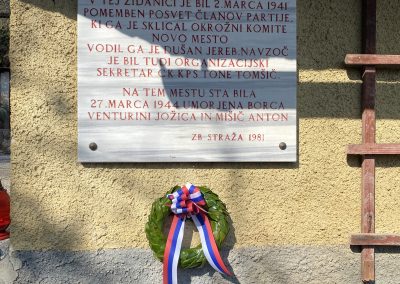 V TEJ ZIDANICI JE BIL 2. MARCA 1941
POMEMBEN POSVET ČLANOV PARTIJE,
KI GA JE SKLICAL OKROŽNI KOMITE
NOVO MESTO
VODIL GA JE DUŠAN JEREB. NAVZOČ
JE BIL TUDI ORGANIZACIJSKI
SEKRETAR C.K. K.P.S. TONE TOMŠIČ.
NA TEM MESTU STA BILA
27. MARCA 1944 UMORJENA BORCA
VENTURINI JOŽICA IN MIŠIČ ANTON
ZB STRAŽA 1981